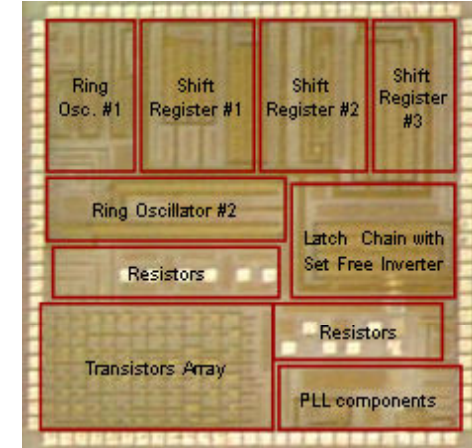 Ring
Osc. #1
Shift
Register #1
Shift
Register #2
Shift
Register
#3
Ring Oscillator #2
Latch Chain with
Set Free Inverter
Resistors
Resistors
Transistors Array
PLL components